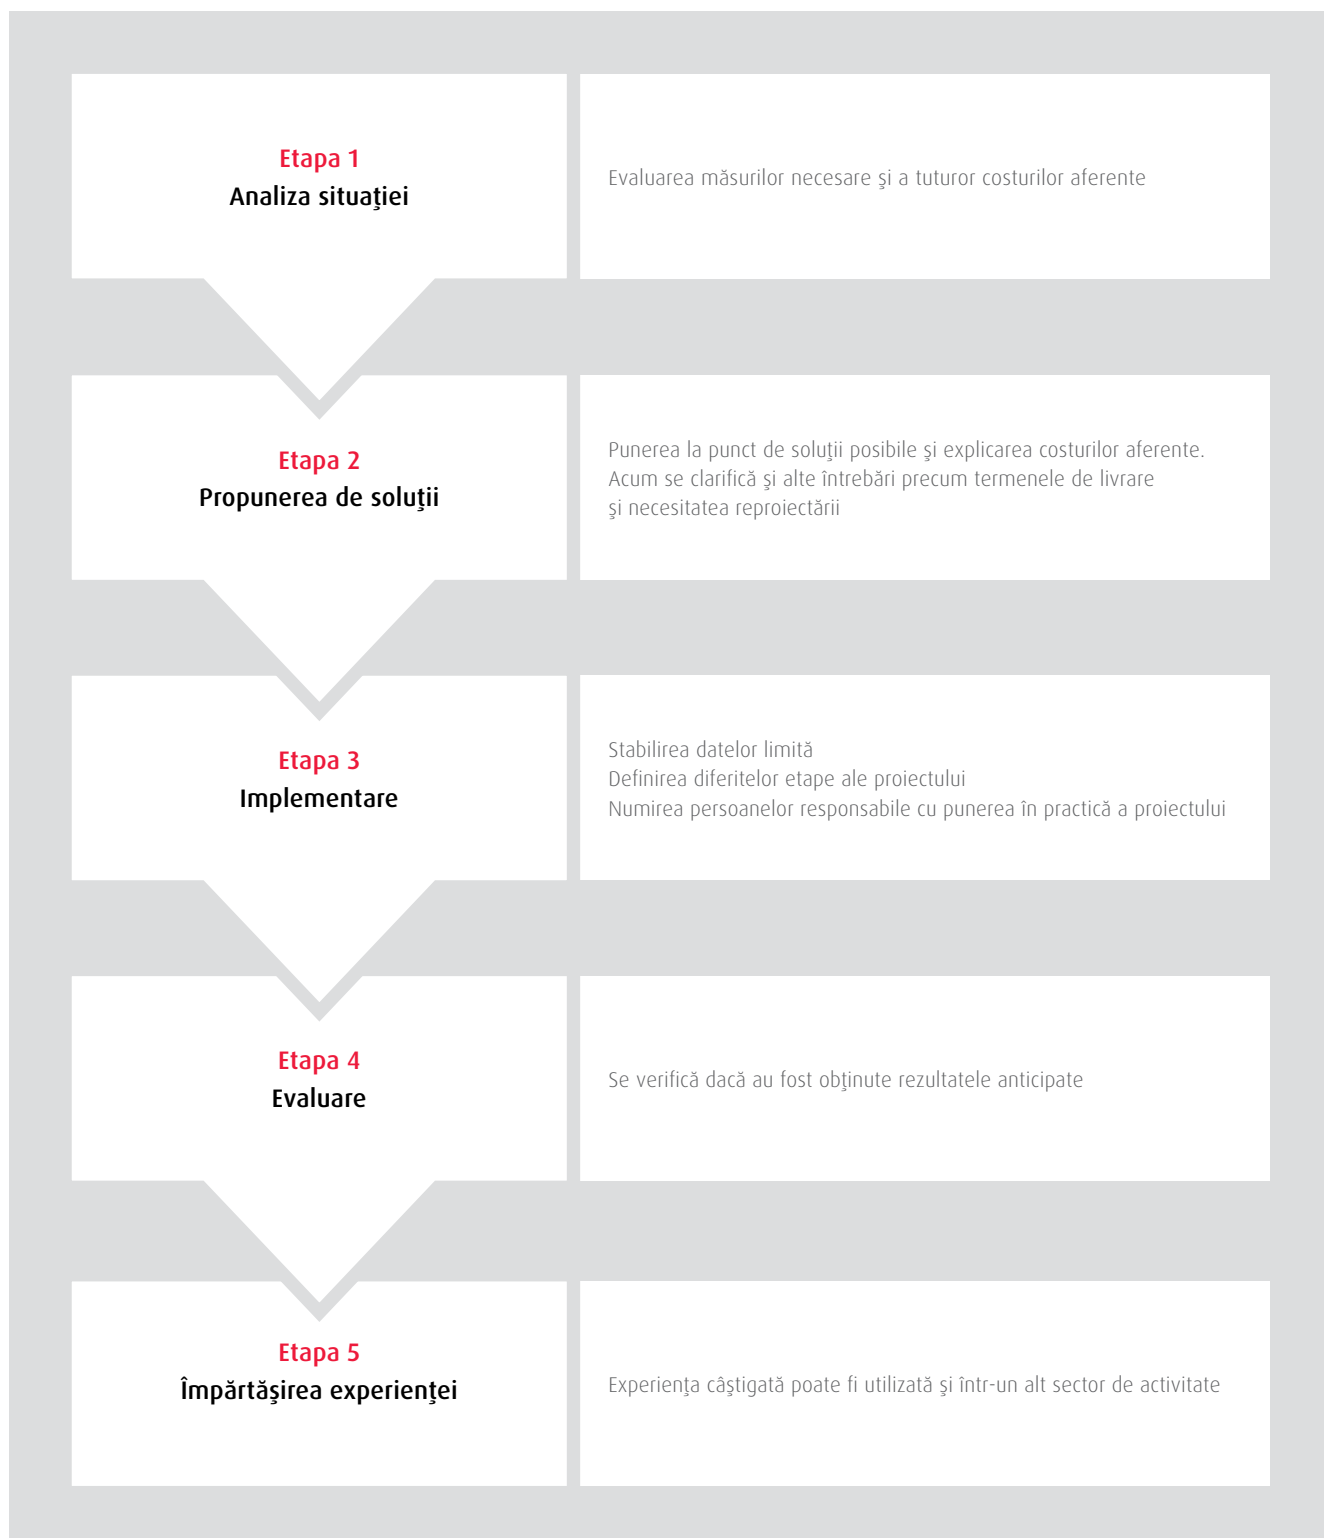 Etapa 1
Analiza situaţiei
Evaluarea măsurilor necesare şi a tuturor costurilor aferente
Etapa 2
Propunerea de soluţii
Punerea la punct de soluţii posibile şi explicarea costurilor aferente.
Acum se clarifică şi alte întrebări precum termenele de livrare
şi necesitatea reproiectării
Etapa 3
Implementare
Stabilirea datelor limită
Definirea diferitelor etape ale proiectului
Numirea persoanelor responsabile cu punerea în practică a proiectului
Etapa 4
Evaluare
Se verifică dacă au fost obţinute rezultatele anticipate
Etapa 5
Împărtăşirea experienţei
Experienţa câştigată poate fi utilizată şi într-un alt sector de activitate